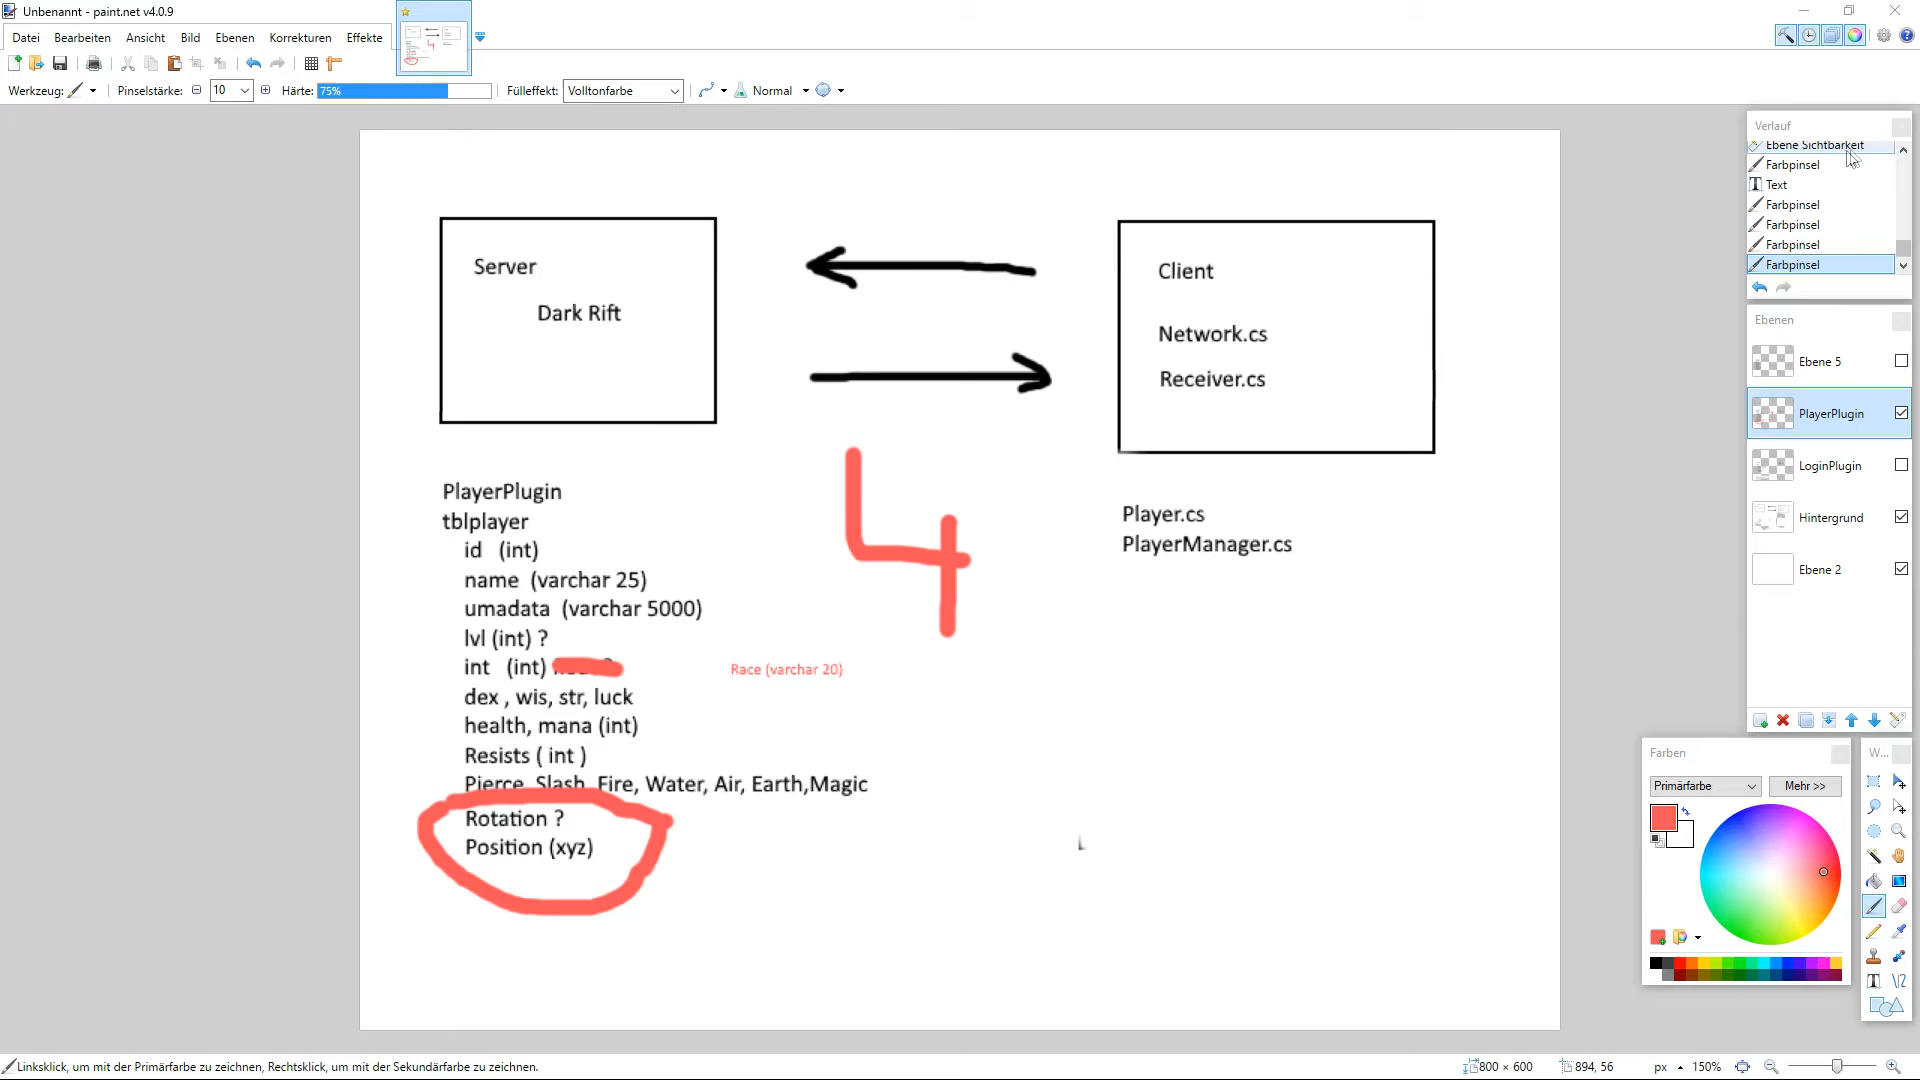 Unbenannt - paint.net v4.0.9
Datei Bearbeiten Ansicht Bild Ebenen Korrekturen Effekte
Werkzeug: Pinselstärke: 10 Härte: 75% Fülleffekt: Volltonfarbe Normal
Verlauf
Ebene Sichtbarkeit
Farbpinsel
Text
Farbpinsel
Farbpinsel
Farbpinsel
Farbpinsel
Ebenen
Ebene 5
PlayerPlugin
LoginPlugin
Hintergrund
Ebene 2
Server
Dark Rift
Client
Network.cs
Receiver.cs
4
PlayerPlugin
tblplayer
id (int)
name (varchar 25)
umadata (varchar 5000)
lvl (int) ?
int (int)
Race (varchar 20)
dex , wis, str, luck
health, mana (int)
Resists ( int )
Pierce, Slash, Fire, Water, Air, Earth,Magic
Rotation ?
Position (xyz)
Player.cs
PlayerManager.cs
Farben
W...
Primärfarbe
Mehr >>
Linksklick, um mit der Primärfarbe zu zeichnen, Rechtsklick, um mit der Sekundärfarbe zu zeichnen.
800 × 600
894, 56
px
150%